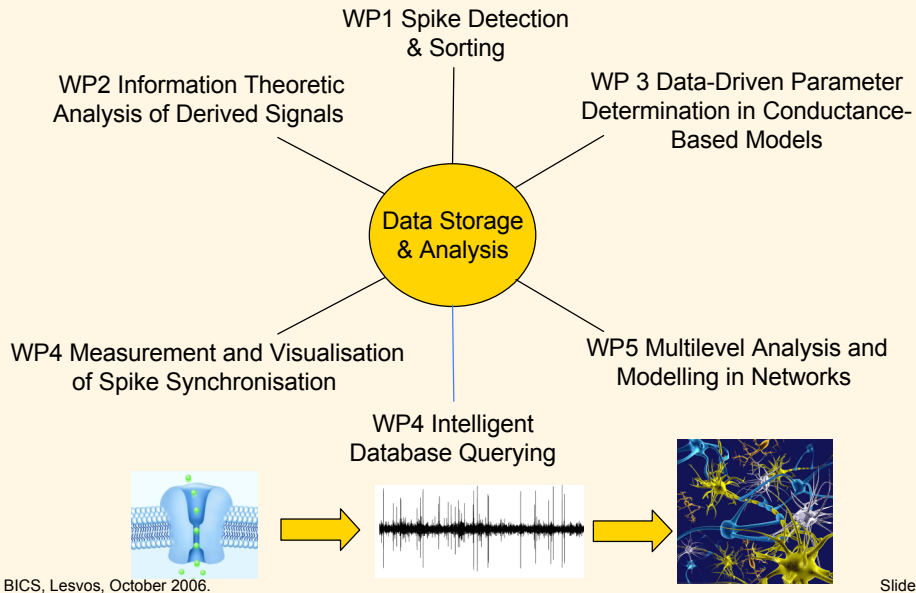 WP1 Spike Detection
& Sorting
WP2 Information Theoretic
Analysis of Derived Signals
WP 3 Data-Driven Parameter
Determination in Conductance-
Based Models
Data Storage
& Analysis
WP4 Measurement and Visualisation
of Spike Synchronisation
WP5 Multilevel Analysis and
Modelling in Networks
WP4 Intelligent
Database Querying
BICS, Lesvos, October 2006.
Slide